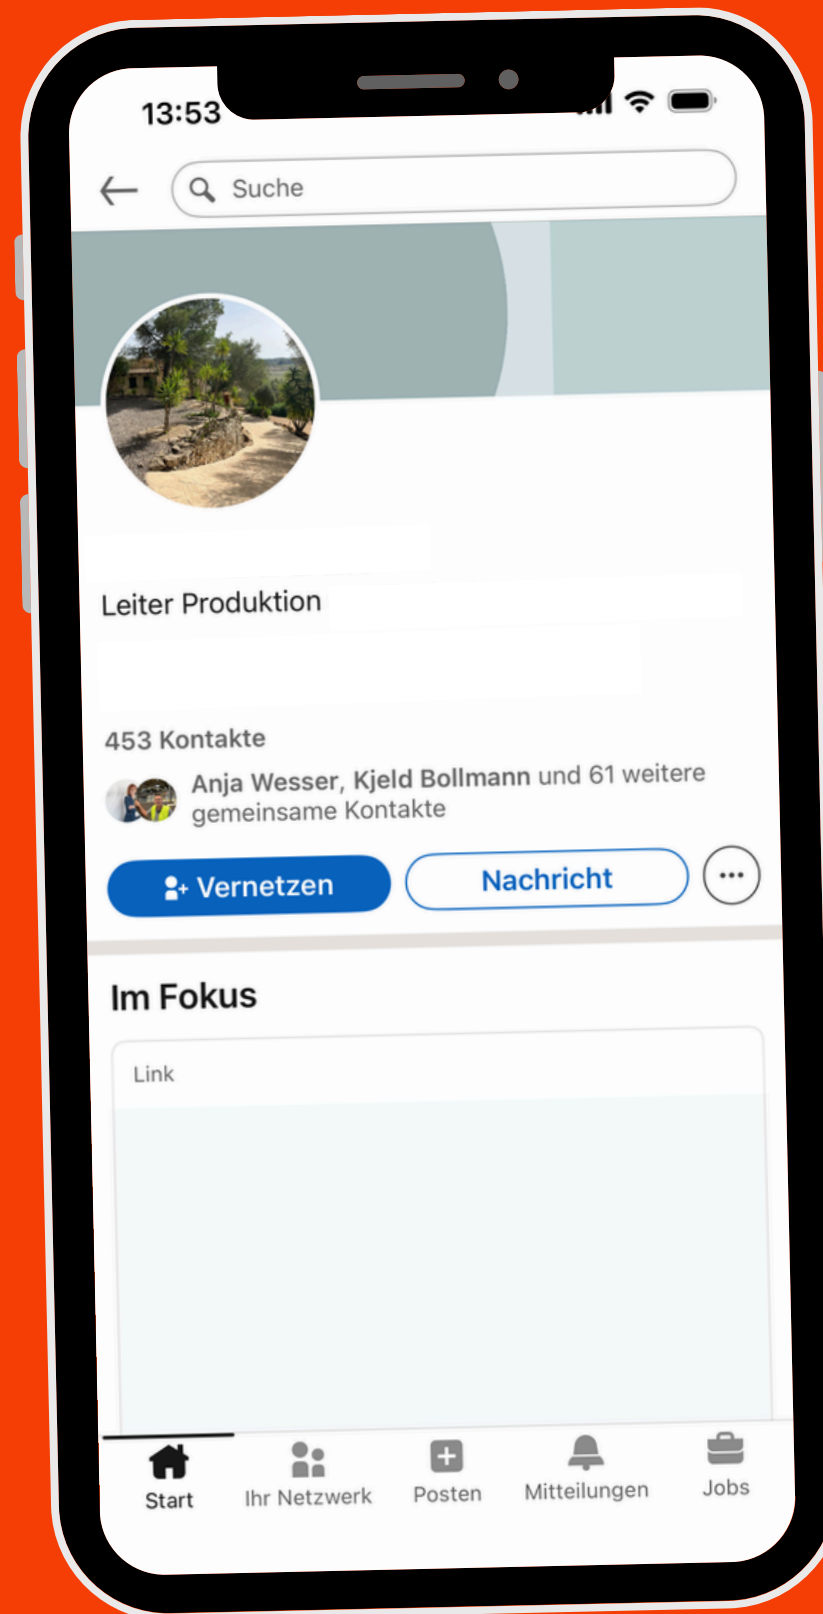 13:53
Suche
Leiter Produktion
453 Kontakte
Anja Wesser, Kjeld Bollmann und 61 weitere
gemeinsame Kontakte
Vernetzen
Nachricht
Im Fokus
Link
Start
Ihr Netzwerk
Posten
Mitteilungen
Jobs